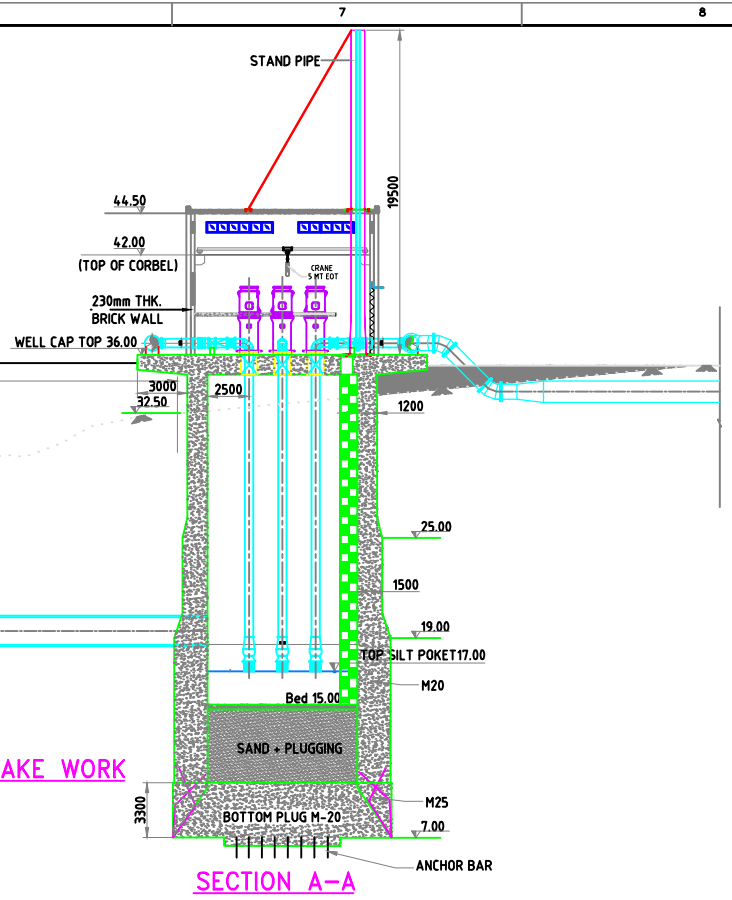 7
8
STAND PIPE
19500
44.50
42.00
(TOP OF CORBEL)
CRANE
5 MT EOT
230mm THK.
BRICK WALL
WELL CAP TOP 36.00
3000
2500
32.50
1200
25.00
1500
19.00
TOP SILT POKET17.00
M20
Bed 15.00
SAND + PLUGGING
AKE WORK
3300
M25
BOTTOM PLUG M-20
7.00
ANCHOR BAR
SECTION A-A